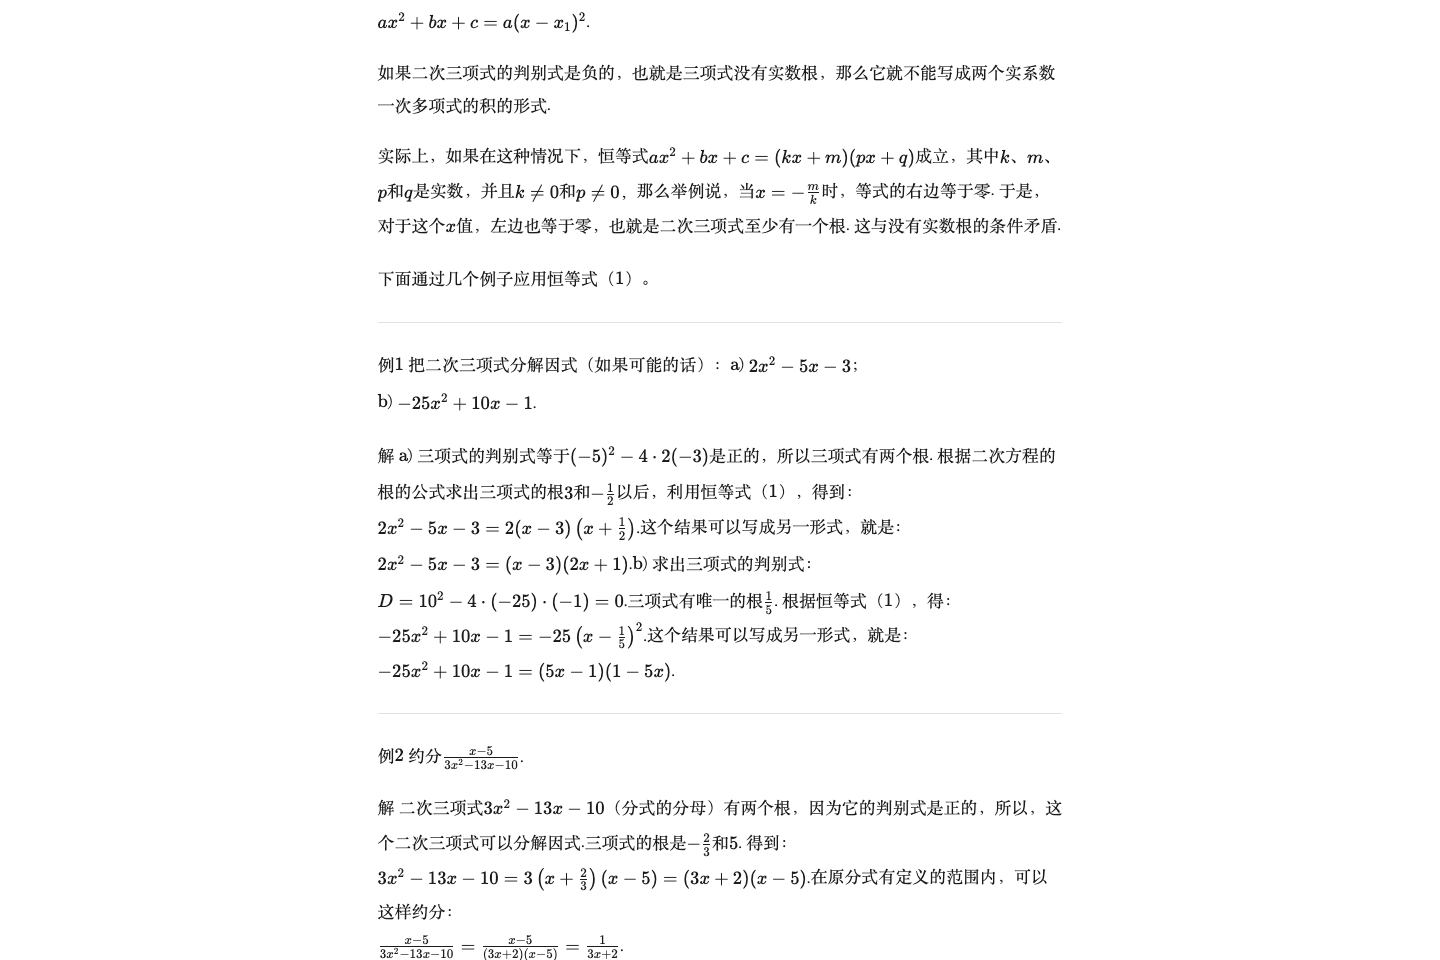 ax² + bx + c = a(x − x₁)².
如果二次三项式的判别式是负的，也就是三项式没有实数根，那么它就不能写成两个实系数
一次多项式的积的形式.
实际上，如果在这种情况下，恒等式ax² + bx + c = (kx + m)(px + q)成立，其中k、m、
p和q是实数，并且k ≠ 0和p ≠ 0，那么举例说，当x = −m/k时，等式的右边等于零. 于是，
对于这个x值，左边也等于零，也就是二次三项式至少有一个根. 这与没有实数根的条件矛盾.
下面通过几个例子应用恒等式（1）。
例1 把二次三项式分解因式（如果可能的话）：a) 2x² − 5x − 3；
b) −25x² + 10x − 1.
解 a) 三项式的判别式等于(−5)² − 4 · 2(−3)是正的，所以三项式有两个根. 根据二次方程的
根的公式求出三项式的根3和−1/2以后，利用恒等式（1），得到：
2x² − 5x − 3 = 2(x − 3)(x + 1/2).这个结果可以写成另一形式，就是：
2x² − 5x − 3 = (x − 3)(2x + 1).b) 求出三项式的判别式：
D = 10² − 4 · (−25) · (−1) = 0.三项式有唯一的根1/5. 根据恒等式（1），得：
−25x² + 10x − 1 = −25(x − 1/5)².这个结果可以写成另一形式，就是：
−25x² + 10x − 1 = (5x − 1)(1 − 5x).
例2 约分(x−5)/(3x²−13x−10).
解 二次三项式3x² − 13x − 10（分式的分母）有两个根，因为它的判别式是正的，所以，这
个二次三项式可以分解因式.三项式的根是−2/3和5. 得到：
3x² − 13x − 10 = 3(x + 2/3)(x − 5) = (3x + 2)(x − 5).在原分式有定义的范围内，可以
这样约分：
(x−5)/(3x²−13x−10) = (x−5)/((3x+2)(x−5)) = 1/(3x+2).